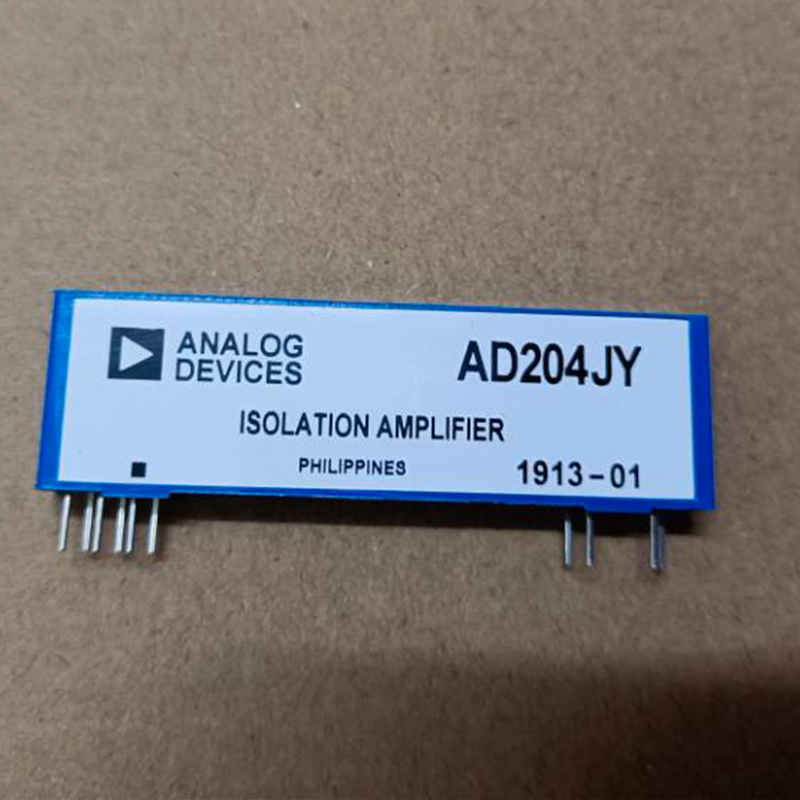 ANALOG
DEVICES
AD204JY
ISOLATION AMPLIFIER
PHILIPPINES
1913-01